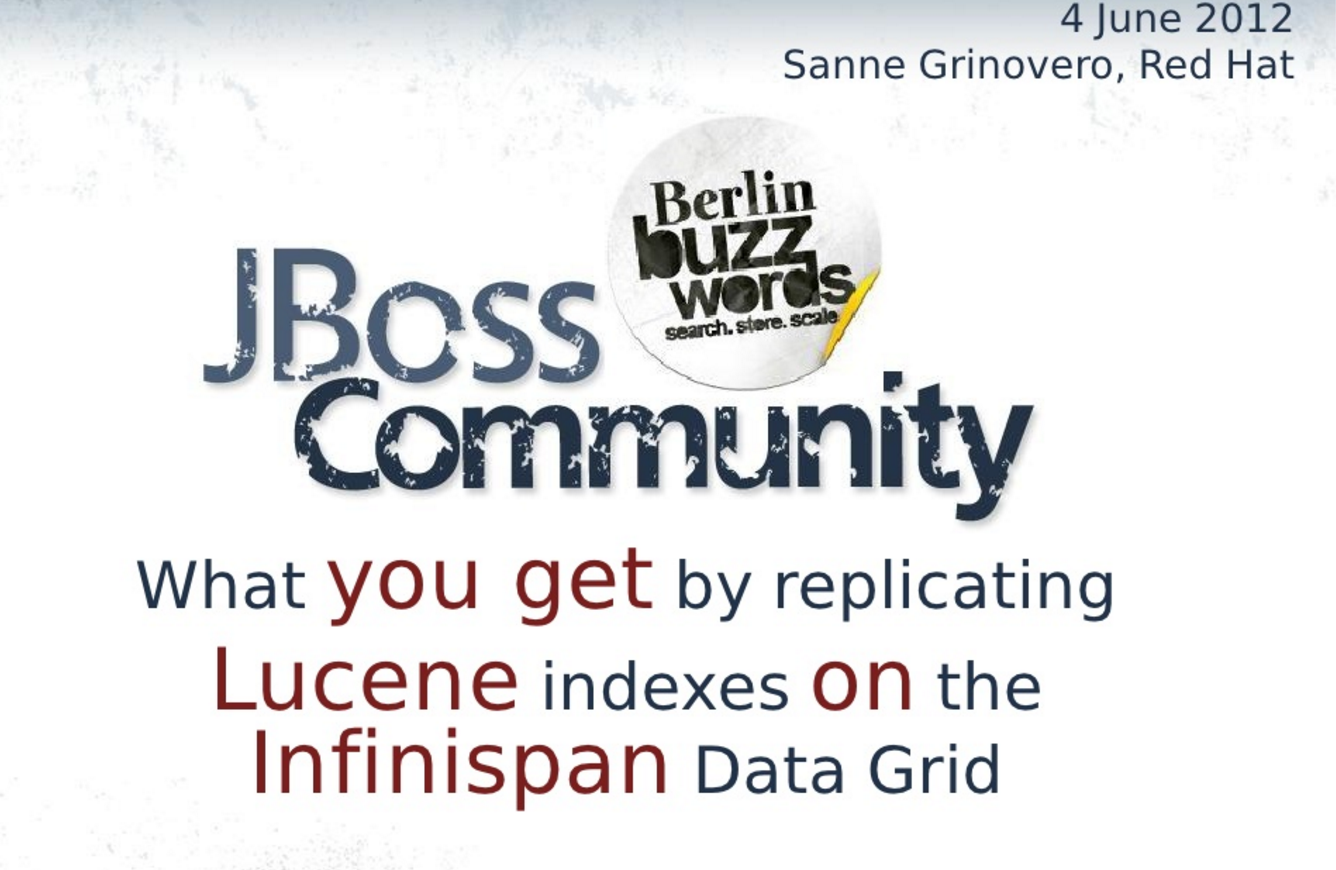 4 June 2012
Sanne Grinovero, Red Hat
Berlin
buzz
words
search. store. scale
JBoss
Community
What you get by replicating
Lucene indexes on the
Infinispan Data Grid